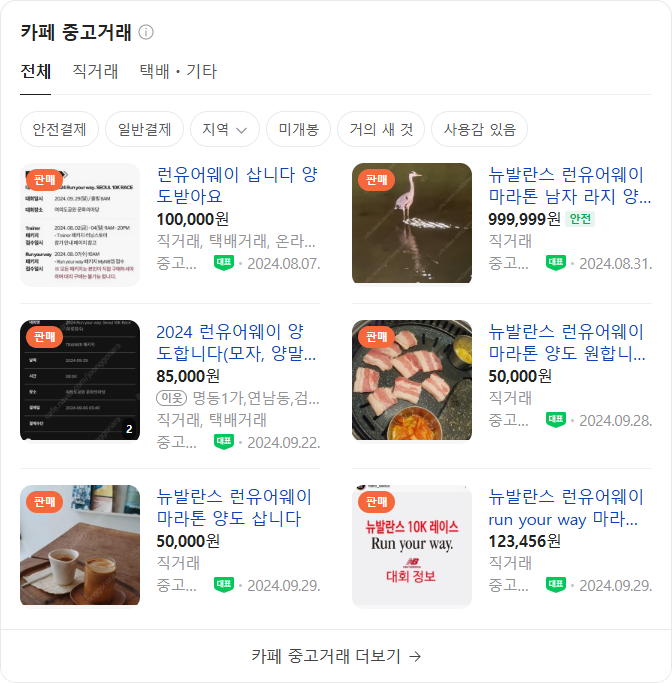 카페 중고거래
전체 직거래 택배・기타
안전결제 일반결제 지역 미개봉 거의 새 것 사용감 있음
판매
런유어웨이 삽니다 양
도받아요
100,000원
직거래, 택배거래, 온라...
중고... 대표 2024.08.07.
판매
뉴발란스 런유어웨이
마라톤 남자 라지 양...
999,999원 안전
직거래
중고... 대표 2024.08.31.
판매
2
2024 런유어웨이 양
도합니다(모자, 양말...
85,000원
이웃 명동1가,연남동,검...
직거래, 택배거래
중고... 대표 2024.09.22.
판매
뉴발란스 런유어웨이
마라톤 양도 원합니...
50,000원
직거래
중고... 대표 2024.09.28.
판매
뉴발란스 런유어웨이
마라톤 양도 삽니다
50,000원
직거래
중고... 대표 2024.09.29.
판매
뉴발란스 10K 레이스
Run your way.
대회 정보
뉴발란스 런유어웨이
run your way 마라...
123,456원
직거래
중고... 대표 2024.09.29.
카페 중고거래 더보기 →